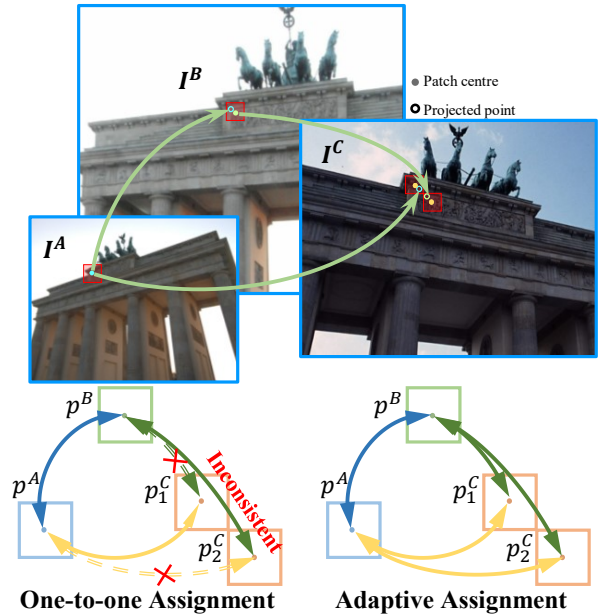 I^B
Patch centre
Projected point
I^C
I^A
p^B
p^A
p_1^C
p_2^C
Inconsistent
One-to-one Assignment
p^B
p^A
p_1^C
p_2^C
Adaptive Assignment